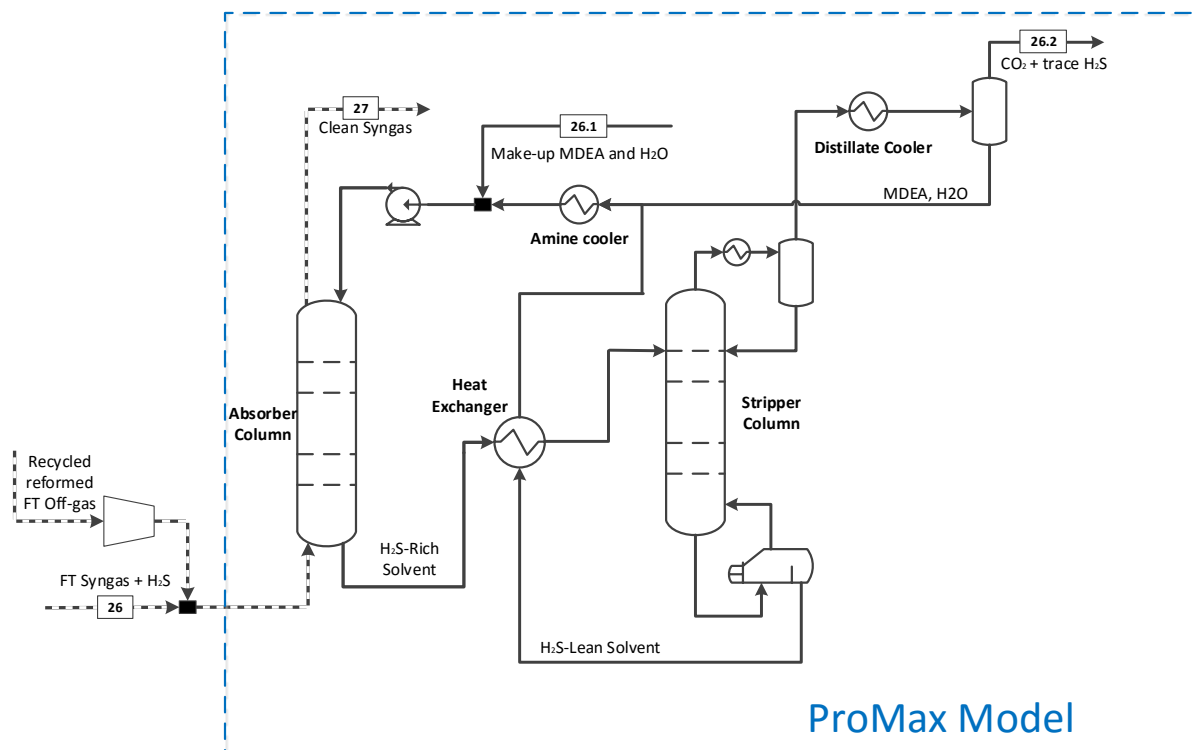 26.2
CO₂ + trace H₂S
27
Clean Syngas
26.1
Make-up MDEA and H₂O
Distillate Cooler
MDEA, H2O
Amine cooler
Heat
Exchanger
Stripper
Column
Absorber
Column
Recycled
reformed
FT Off-gas
H₂S-Rich
Solvent
FT Syngas + H₂S
26
H₂S-Lean Solvent
ProMax Model